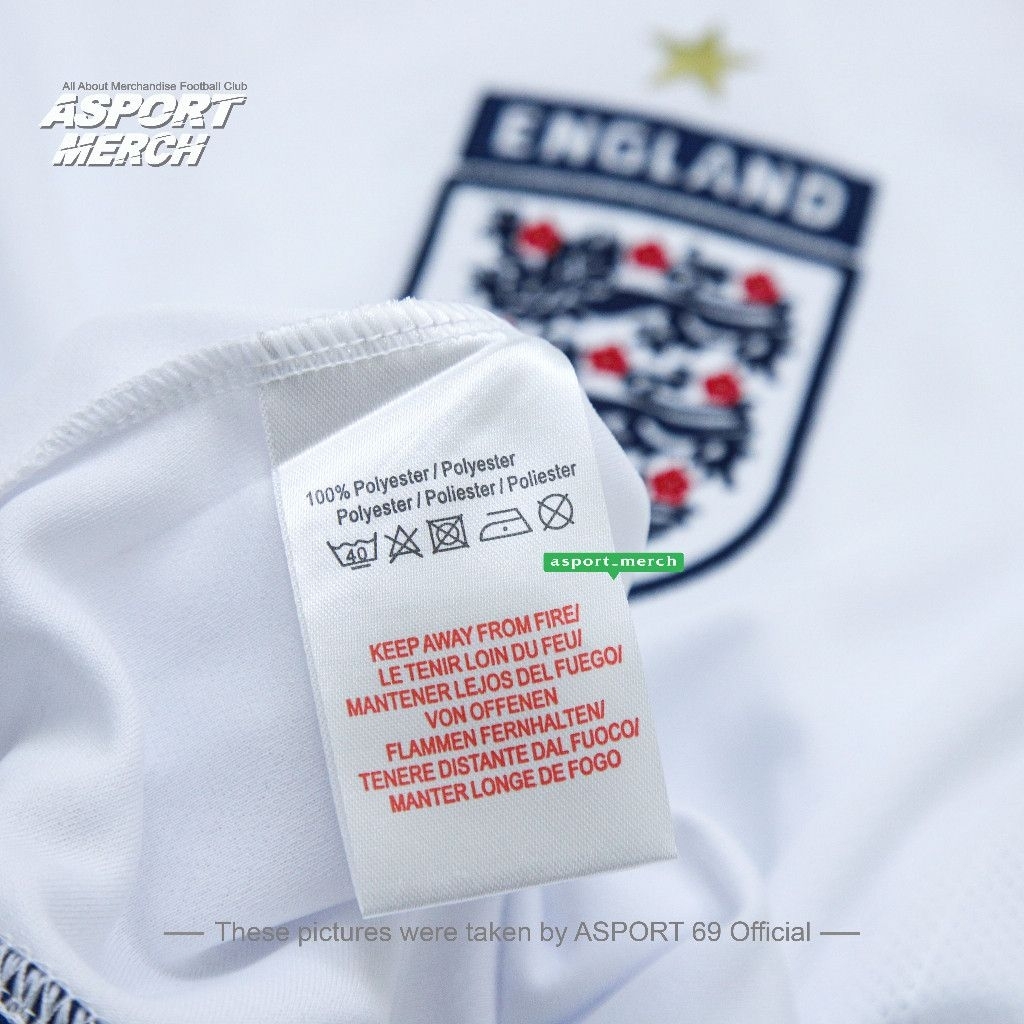 All About Merchandise Football Club
ASPORT
MERCH
ENGLAND
100% Polyester / Polyester
Polyester / Poliester / Poliester
40
asport_merch
KEEP AWAY FROM FIRE/
LE TENIR LOIN DU FEU/
MANTENER LEJOS DEL FUEGO/
VON OFFENEN
FLAMMEN FERNHALTEN/
TENERE DISTANTE DAL FUOCO/
MANTER LONGE DE FOGO
These pictures were taken by ASPORT 69 Official